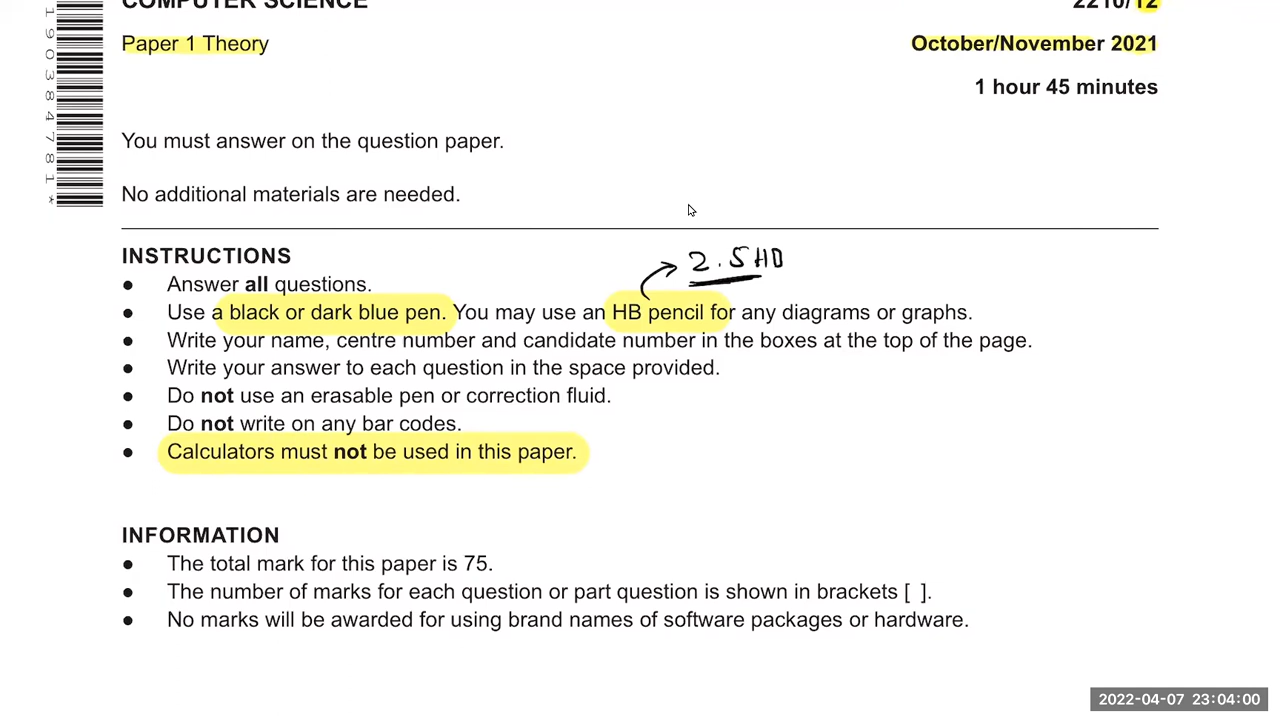 COMPUTER SCIENCE 2210/12
Paper 1 Theory October/November 2021
1 hour 45 minutes
You must answer on the question paper.
No additional materials are needed.
INSTRUCTIONS
2.5HB
● Answer all questions.
● Use a black or dark blue pen. You may use an HB pencil for any diagrams or graphs.
● Write your name, centre number and candidate number in the boxes at the top of the page.
● Write your answer to each question in the space provided.
● Do not use an erasable pen or correction fluid.
● Do not write on any bar codes.
● Calculators must not be used in this paper.
INFORMATION
● The total mark for this paper is 75.
● The number of marks for each question or part question is shown in brackets [ ].
● No marks will be awarded for using brand names of software packages or hardware.
190384781*
2022-04-07 23:04:00